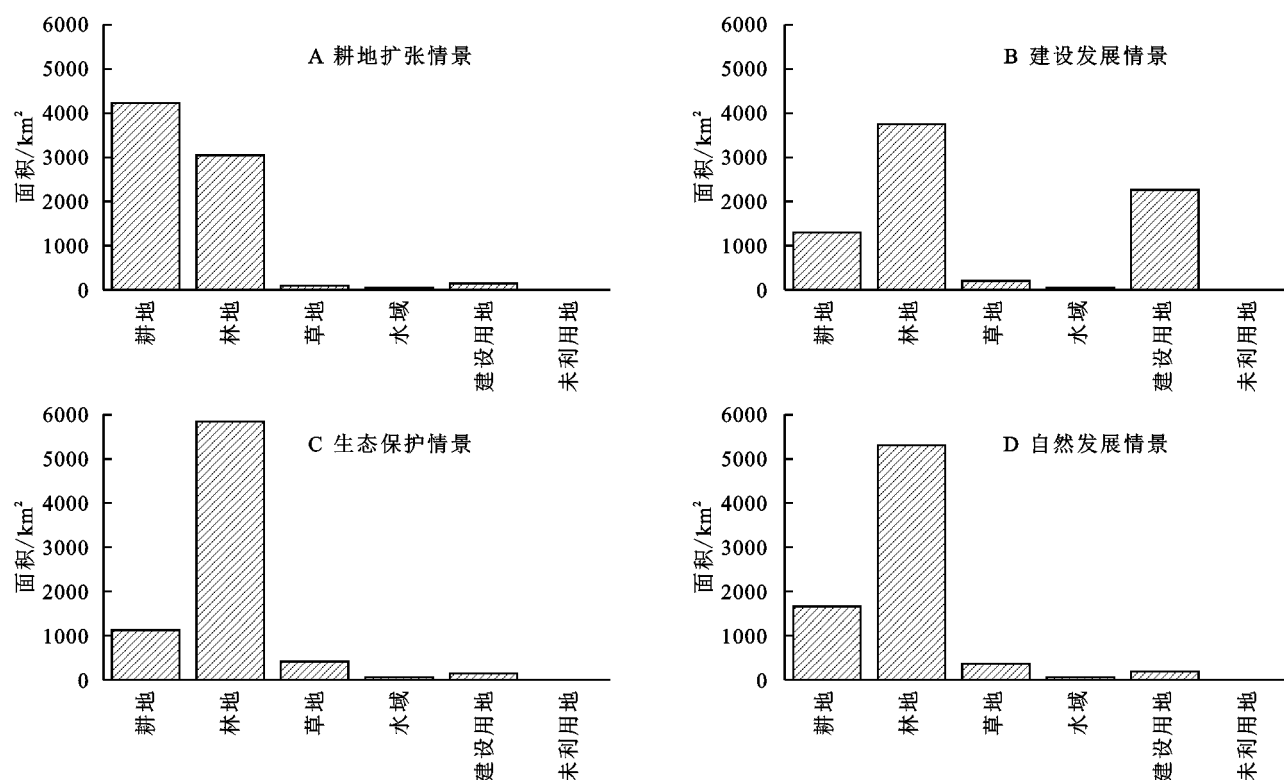 A 耕地扩张情景
面积/km²
6000
5000
4000
3000
2000
1000
0
耕地
林地
草地
水域
建设用地
未利用地
B 建设发展情景
面积/km²
6000
5000
4000
3000
2000
1000
0
耕地
林地
草地
水域
建设用地
未利用地
C 生态保护情景
面积/km²
6000
5000
4000
3000
2000
1000
0
耕地
林地
草地
水域
建设用地
未利用地
D 自然发展情景
面积/km²
6000
5000
4000
3000
2000
1000
0
耕地
林地
草地
水域
建设用地
未利用地